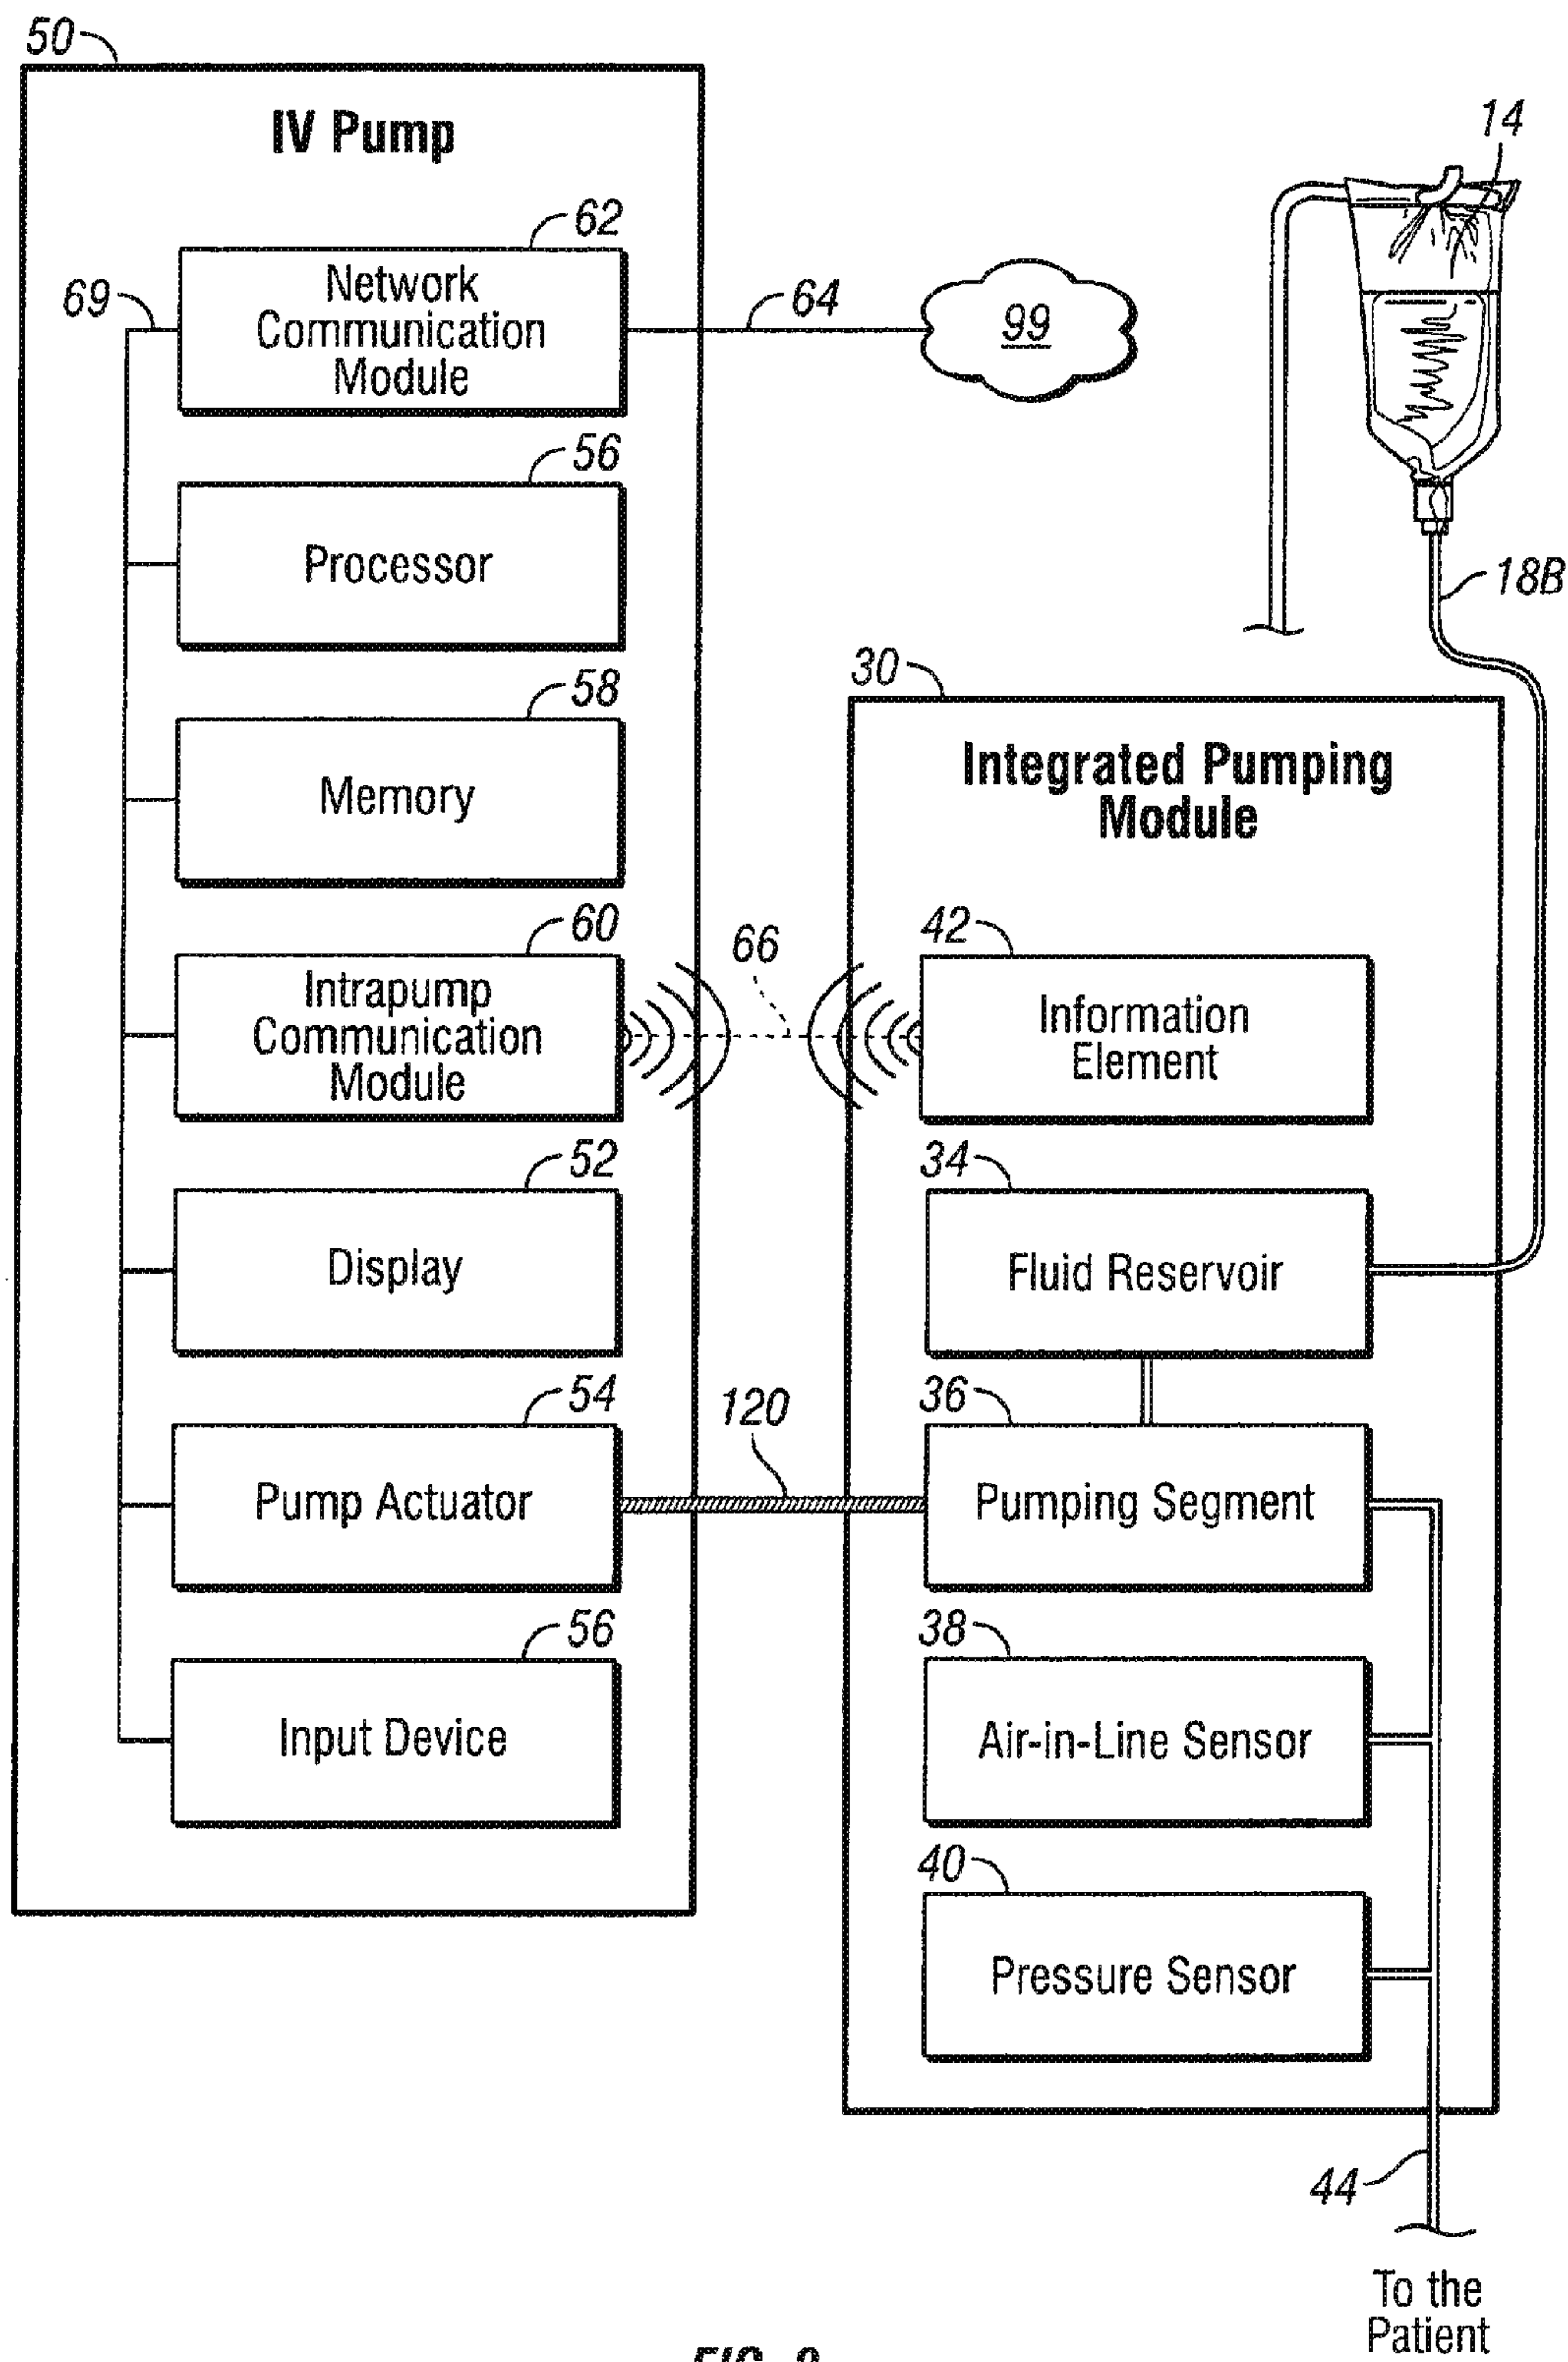 50
IV Pump
14
62
69
Network
Communication
Module
64
99
56
Processor
18B
58
Memory
30
Integrated Pumping
Module
60
Intrapump
Communication
Module
66
42
Information
Element
52
Display
34
Fluid Reservoir
54
Pump Actuator
120
36
Pumping Segment
56
Input Device
38
Air-in-Line Sensor
40
Pressure Sensor
44
To the
Patient
FIG.